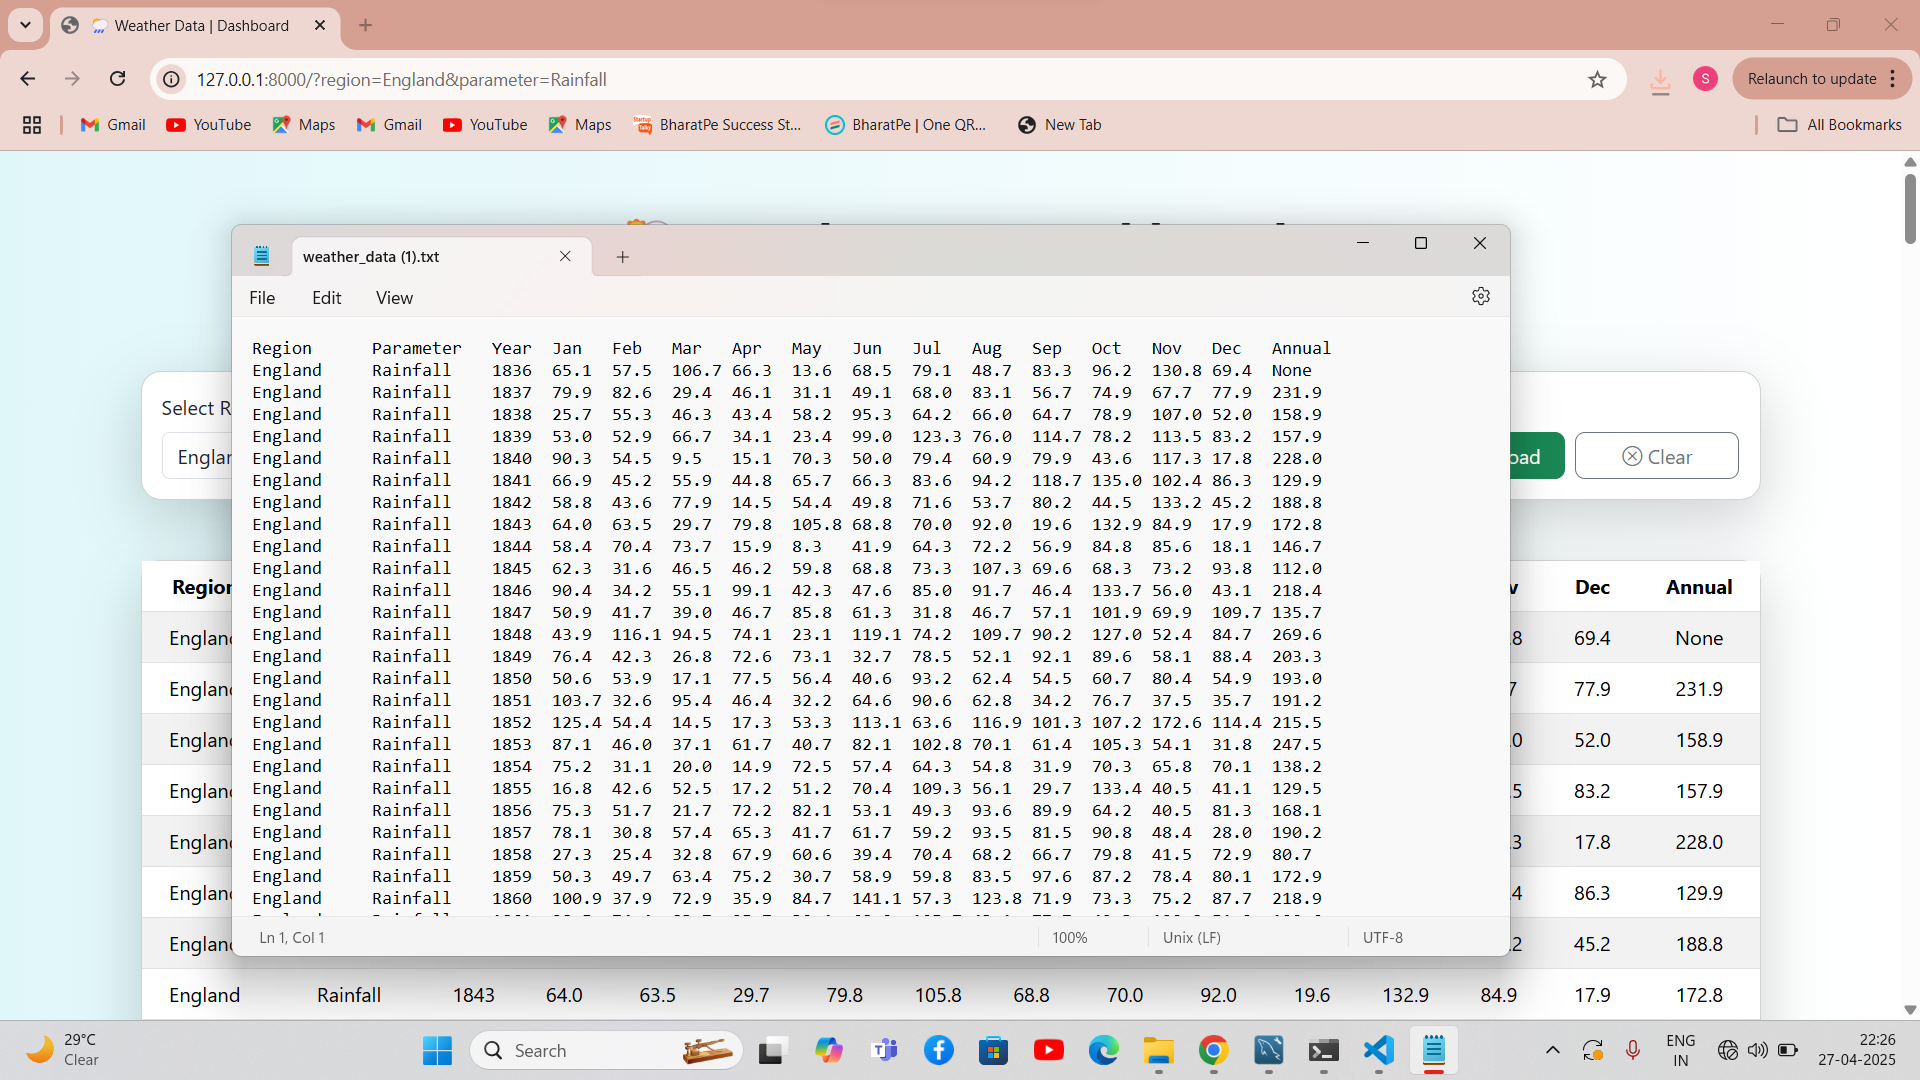 Weather Data | Dashboard
127.0.0.1:8000/?region=England&parameter=Rainfall
S
Relaunch to update
Gmail YouTube Maps Gmail YouTube Maps BharatPe Success St... BharatPe | One QR... New Tab All Bookmarks
weather_data (1).txt
File Edit View
Region Parameter Year Jan Feb Mar Apr May Jun Jul Aug Sep Oct Nov Dec Annual
England Rainfall 1836 65.1 57.5 106.7 66.3 13.6 68.5 79.1 48.7 83.3 96.2 130.8 69.4 None
England Rainfall 1837 79.9 82.6 29.4 46.1 31.1 49.1 68.0 83.1 56.7 74.9 67.7 77.9 231.9
England Rainfall 1838 25.7 55.3 46.3 43.4 58.2 95.3 64.2 66.0 64.7 78.9 107.0 52.0 158.9
England Rainfall 1839 53.0 52.9 66.7 34.1 23.4 99.0 123.3 76.0 114.7 78.2 113.5 83.2 157.9
England Rainfall 1840 90.3 54.5 9.5 15.1 70.3 50.0 79.4 60.9 79.9 43.6 117.3 17.8 228.0
England Rainfall 1841 66.9 45.2 55.9 44.8 65.7 66.3 83.6 94.2 118.7 135.0 102.4 86.3 129.9
England Rainfall 1842 58.8 43.6 77.9 14.5 54.4 49.8 71.6 53.7 80.2 44.5 133.2 45.2 188.8
England Rainfall 1843 64.0 63.5 29.7 79.8 105.8 68.8 70.0 92.0 19.6 132.9 84.9 17.9 172.8
England Rainfall 1844 58.4 70.4 73.7 15.9 8.3 41.9 64.3 72.2 56.9 84.8 85.6 18.1 146.7
England Rainfall 1845 62.3 31.6 46.5 46.2 59.8 68.8 73.3 107.3 69.6 68.3 73.2 93.8 112.0
England Rainfall 1846 90.4 34.2 55.1 99.1 42.3 47.6 85.0 91.7 46.4 133.7 56.0 43.1 218.4
England Rainfall 1847 50.9 41.7 39.0 46.7 85.8 61.3 31.8 46.7 57.1 101.9 69.9 109.7 135.7
England Rainfall 1848 43.9 116.1 94.5 74.1 23.1 119.1 74.2 109.7 90.2 127.0 52.4 84.7 269.6
England Rainfall 1849 76.4 42.3 26.8 72.6 73.1 32.7 78.5 52.1 92.1 89.6 58.1 88.4 203.3
England Rainfall 1850 50.6 53.9 17.1 77.5 56.4 40.6 93.2 62.4 54.5 60.7 80.4 54.9 193.0
England Rainfall 1851 103.7 32.6 95.4 46.4 32.2 64.6 90.6 62.8 34.2 76.7 37.5 35.7 191.2
England Rainfall 1852 125.4 54.4 14.5 17.3 53.3 113.1 63.6 116.9 101.3 107.2 172.6 114.4 215.5
England Rainfall 1853 87.1 46.0 37.1 61.7 40.7 82.1 102.8 70.1 61.4 105.3 54.1 31.8 247.5
England Rainfall 1854 75.2 31.1 20.0 14.9 72.5 57.4 64.3 54.8 31.9 70.3 65.8 70.1 138.2
England Rainfall 1855 16.8 42.6 52.5 17.2 51.2 70.4 109.3 56.1 29.7 133.4 40.5 41.1 129.5
England Rainfall 1856 75.3 51.7 21.7 72.2 82.1 53.1 49.3 93.6 89.9 64.2 40.5 81.3 168.1
England Rainfall 1857 78.1 30.8 57.4 65.3 41.7 61.7 59.2 93.5 81.5 90.8 48.4 28.0 190.2
England Rainfall 1858 27.3 25.4 32.8 67.9 60.6 39.4 70.4 68.2 66.7 79.8 41.5 72.9 80.7
England Rainfall 1859 50.3 49.7 63.4 75.2 30.7 58.9 59.8 83.5 97.6 87.2 78.4 80.1 172.9
England Rainfall 1860 100.9 37.9 72.9 35.9 84.7 141.1 57.3 123.8 71.9 73.3 75.2 87.7 218.9
Ln 1, Col 1 100% Unix (LF) UTF-8
Select R
Englan oad Clear
Region v Dec Annual
England .8 69.4 None
England 7 77.9 231.9
England .0 52.0 158.9
England .5 83.2 157.9
England .3 17.8 228.0
England .4 86.3 129.9
England .2 45.2 188.8
England Rainfall 1843 64.0 63.5 29.7 79.8 105.8 68.8 70.0 92.0 19.6 132.9 84.9 17.9 172.8
29°C
Clear
Search
ENG
IN
22:26
27-04-2025